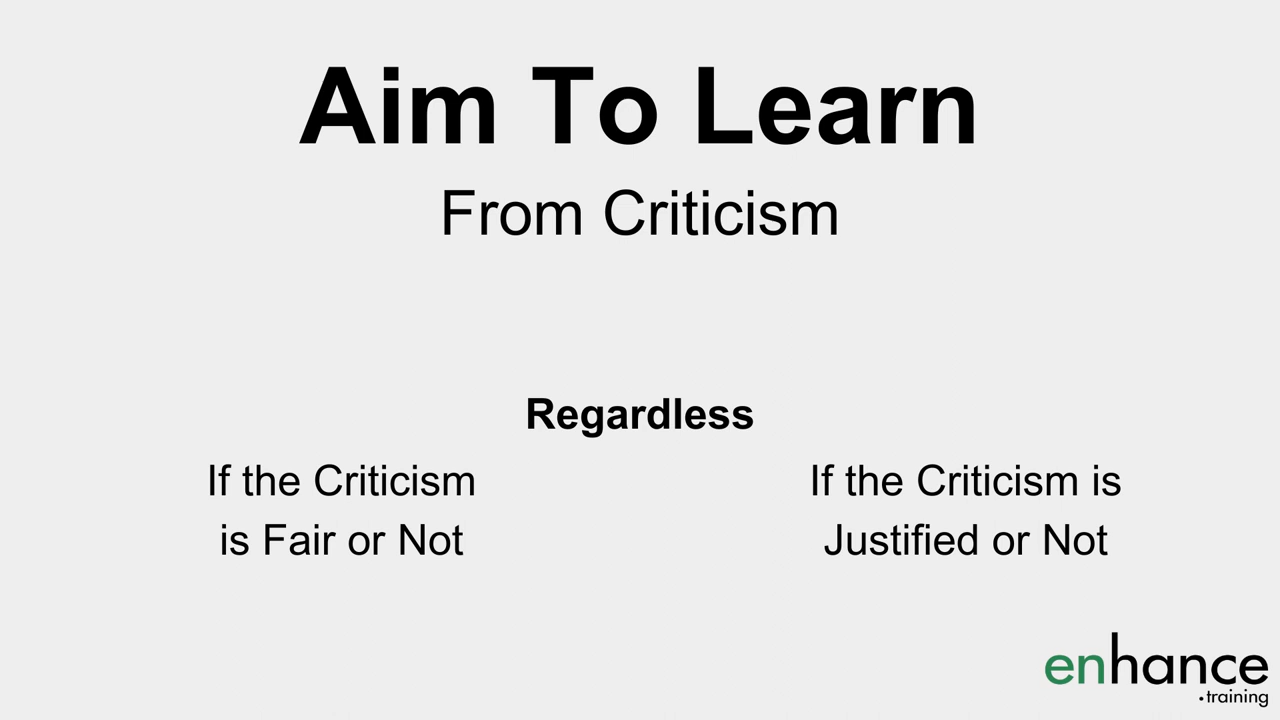 Aim To Learn
From Criticism
Regardless
If the Criticism
is Fair or Not
If the Criticism is
Justified or Not
enhance
.training